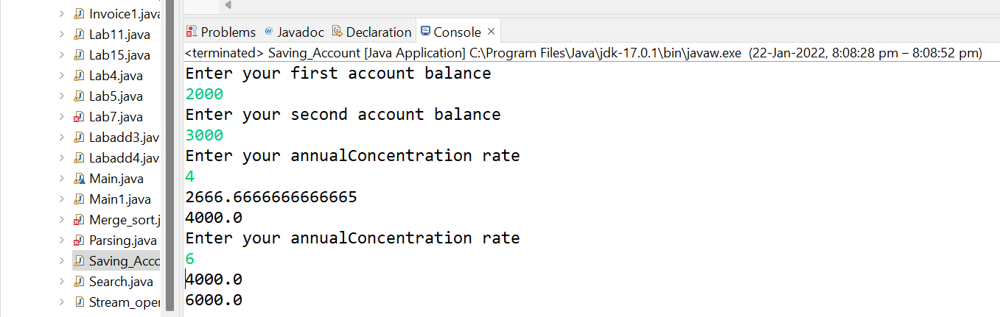 Invoice1.java
Lab11.java
Lab15.java
Lab4.java
Lab5.java
Lab7.java
Labadd3.jav
Labadd4.jav
Main.java
Main1.java
Merge_sort.j
Parsing.java
Saving_Acco
Search.java
Stream_oper
Problems @ Javadoc Declaration Console ×
<terminated> Saving_Account [Java Application] C:\Program Files\Java\jdk-17.0.1\bin\javaw.exe (22-Jan-2022, 8:08:28 pm – 8:08:52 pm)
Enter your first account balance
2000
Enter your second account balance
3000
Enter your annualConcentration rate
4
2666.6666666666665
4000.0
Enter your annualConcentration rate
6
4000.0
6000.0